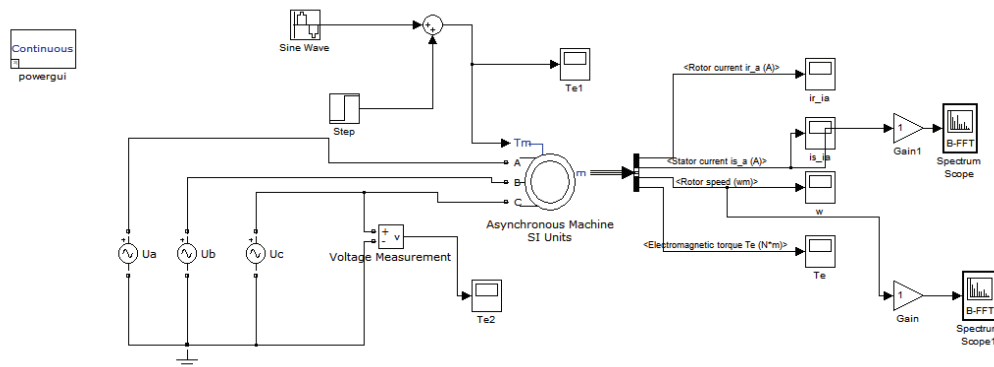 Continuous
powergui
Sine Wave
+
+
Step
Te1
<Rotor current ir_a (A)>
ir_ia
<Stator current is_a (A)>
is_ia
1
Gain1
B-FFT
Spectrum
Scope
Tm
A
B
C
m
Asynchronous Machine
SI Units
<Rotor speed (wm)>
w
<Electromagnetic torque Te (N*m)>
Te
+
Ua
+
Ub
+
Uc
+
-
v
Voltage Measurement
Te2
1
Gain
B-FFT
Spectrum
Scope1